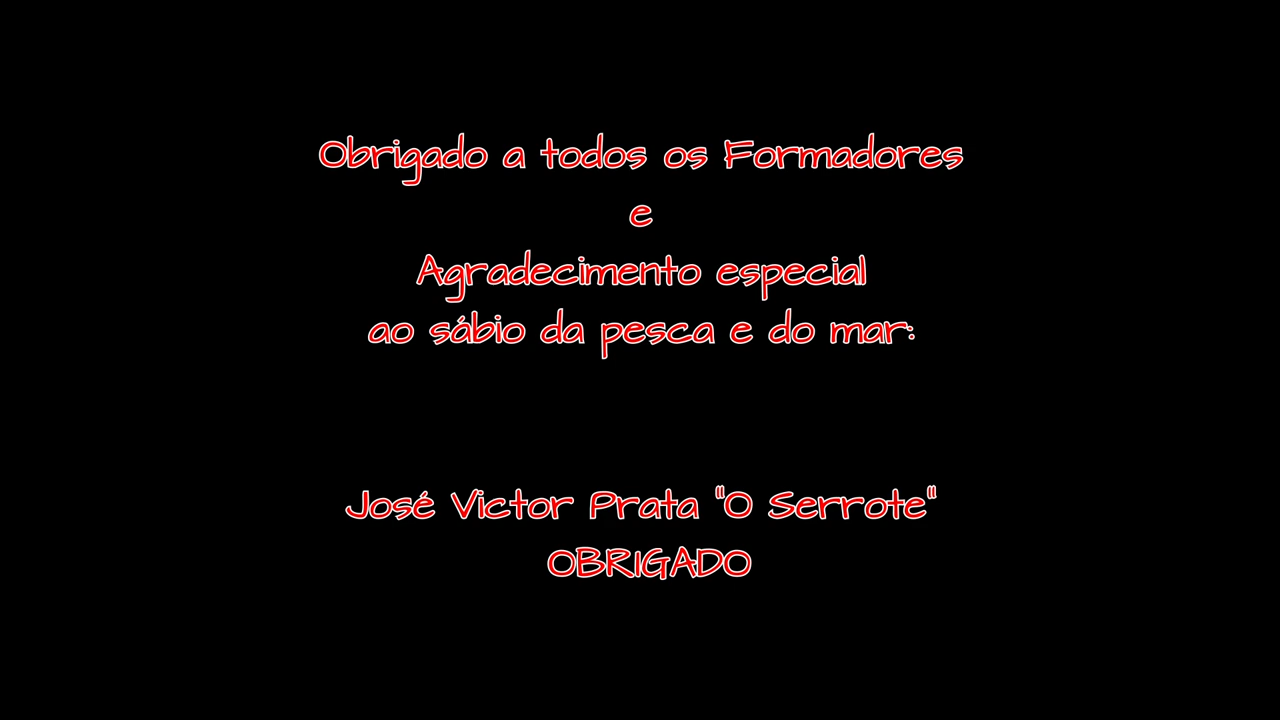 Obrigado a todos os Formadores
e
Agradecimento especial
ao sábio da pesca e do mar:
José Victor Prata "O Serrote"
OBRIGADO